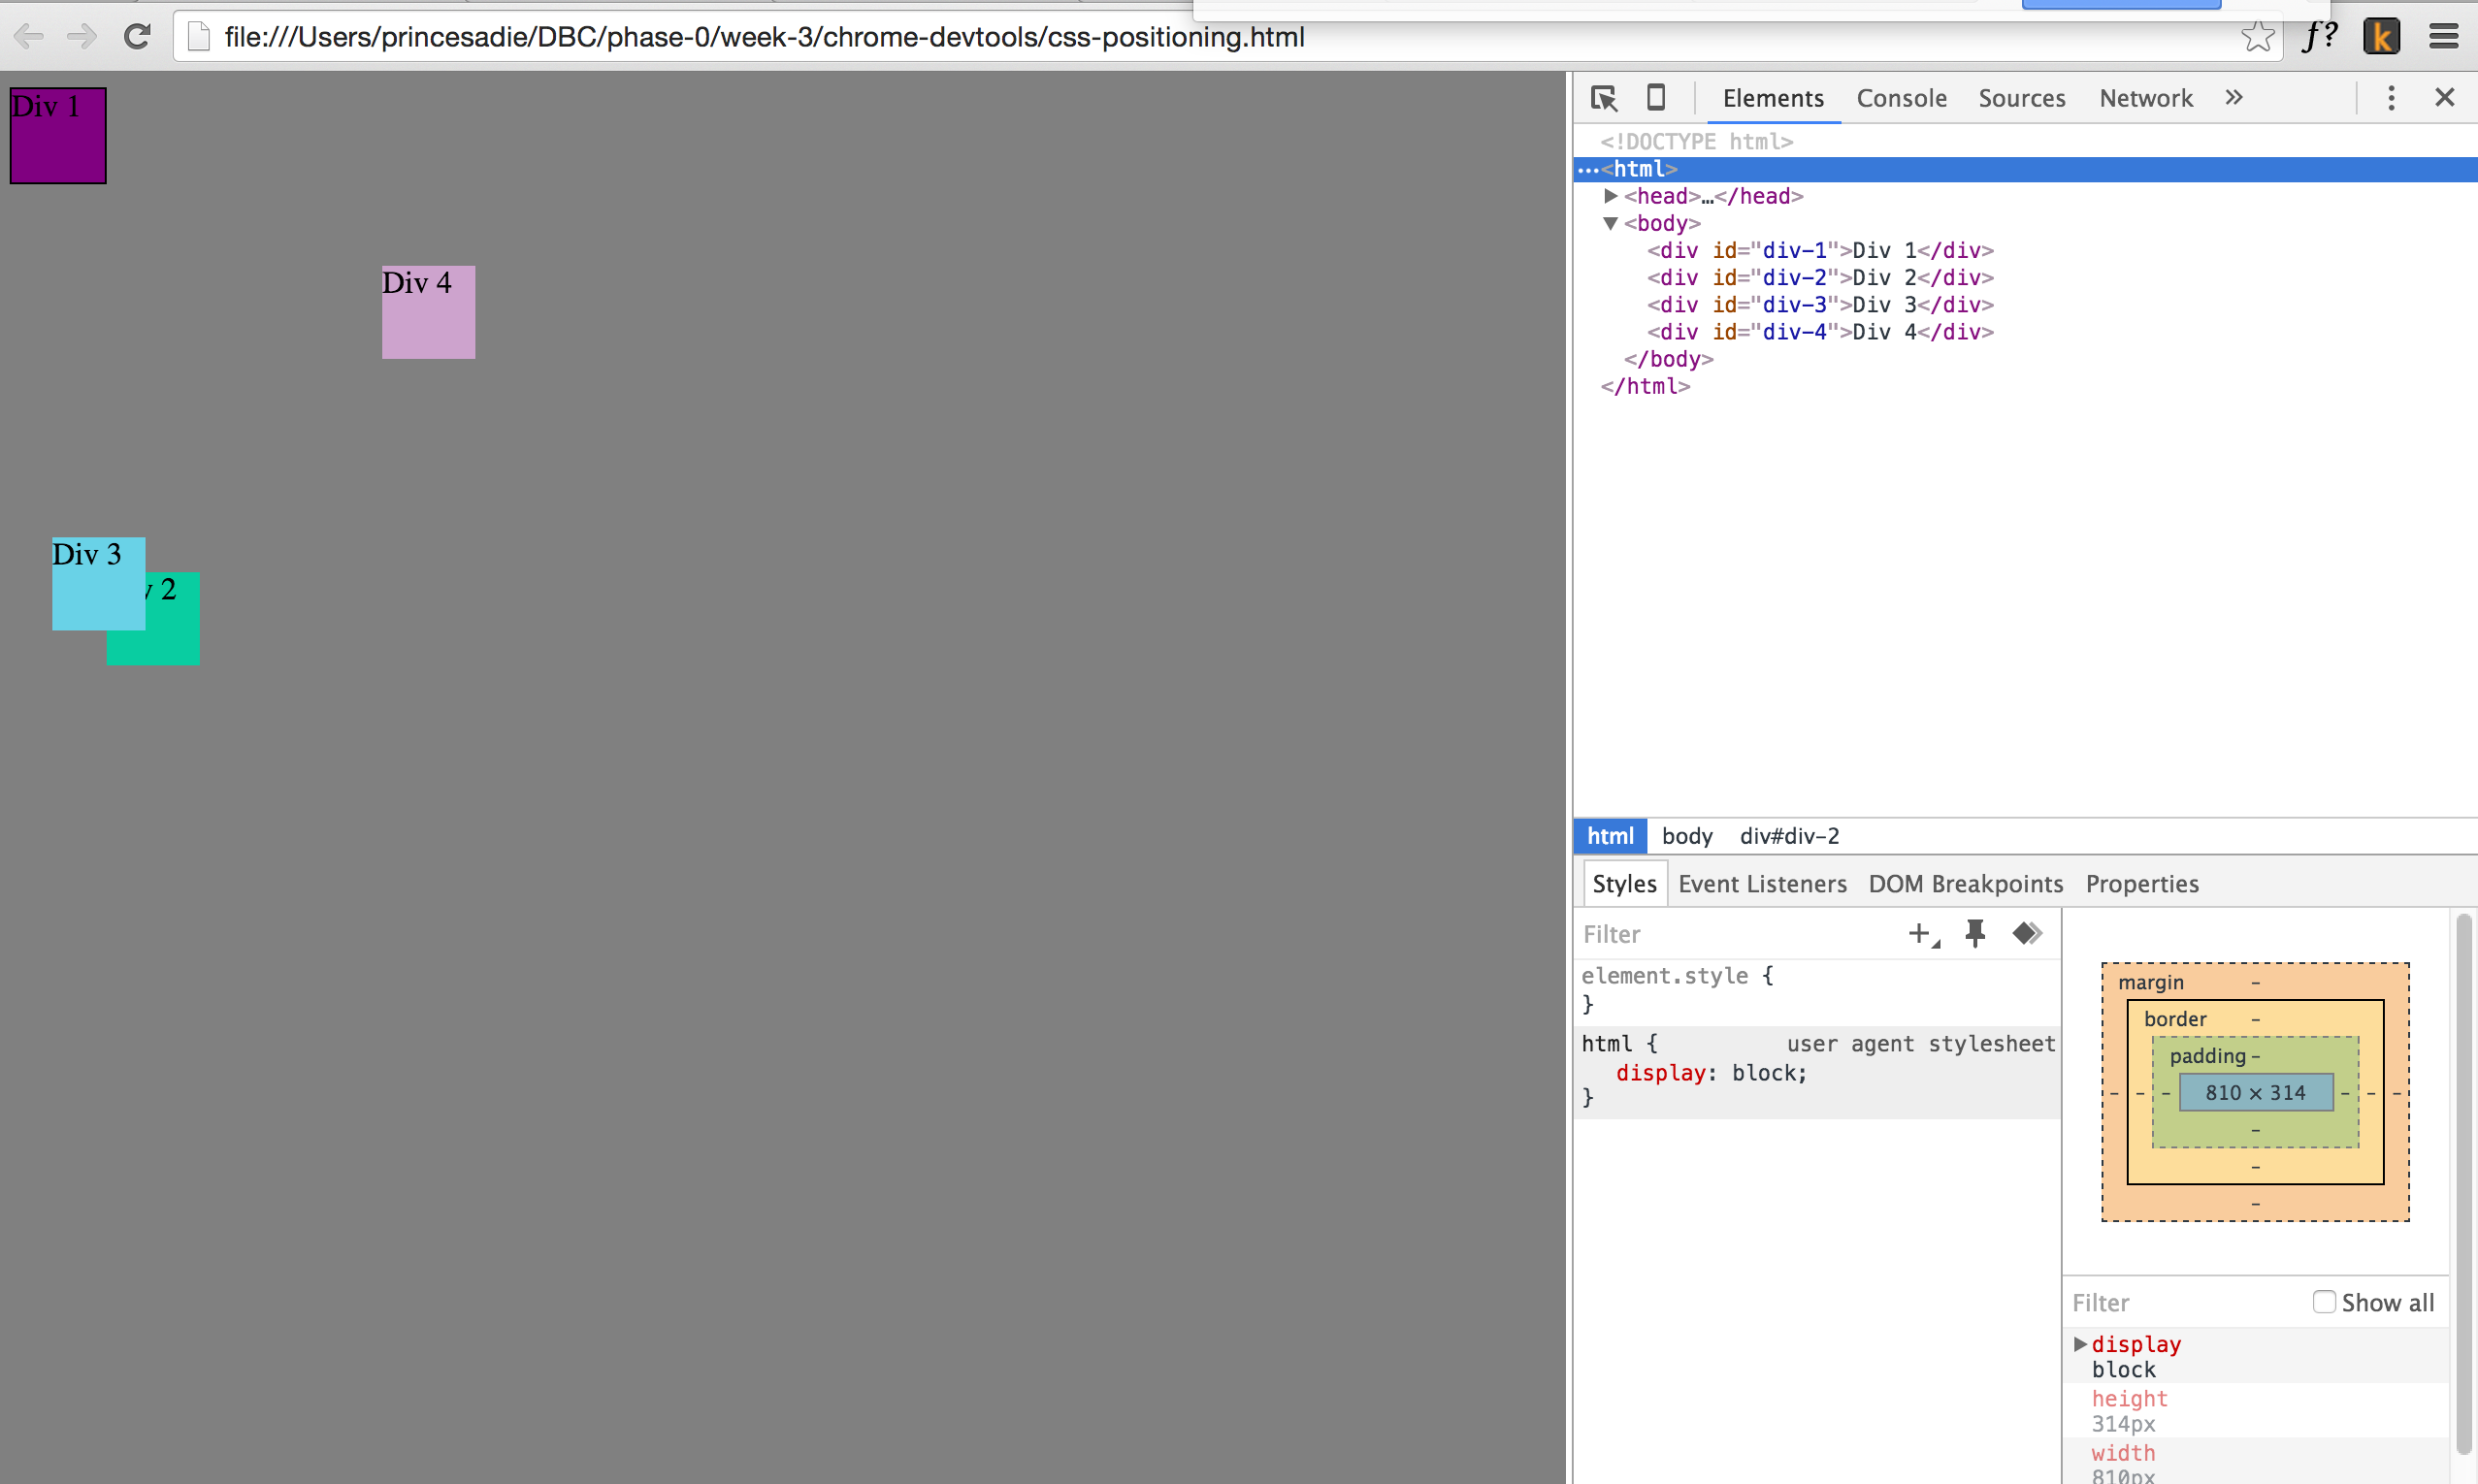 file:///Users/princesadie/DBC/phase-0/week-3/chrome-devtools/css-positioning.html
ƒ?
k
Div 1
Div 4
Div 3
v 2
Elements Console Sources Network »
<!DOCTYPE html>
…<html>
<head>…</head>
<body>
<div id="div-1">Div 1</div>
<div id="div-2">Div 2</div>
<div id="div-3">Div 3</div>
<div id="div-4">Div 4</div>
</body>
</html>
html body div#div-2
Styles Event Listeners DOM Breakpoints Properties
Filter
element.style {
}
html { user agent stylesheet
display: block;
}
margin -
border -
padding -
- - - 810 × 314 - - -
-
-
-
Filter Show all
display
block
height
314px
width
810px